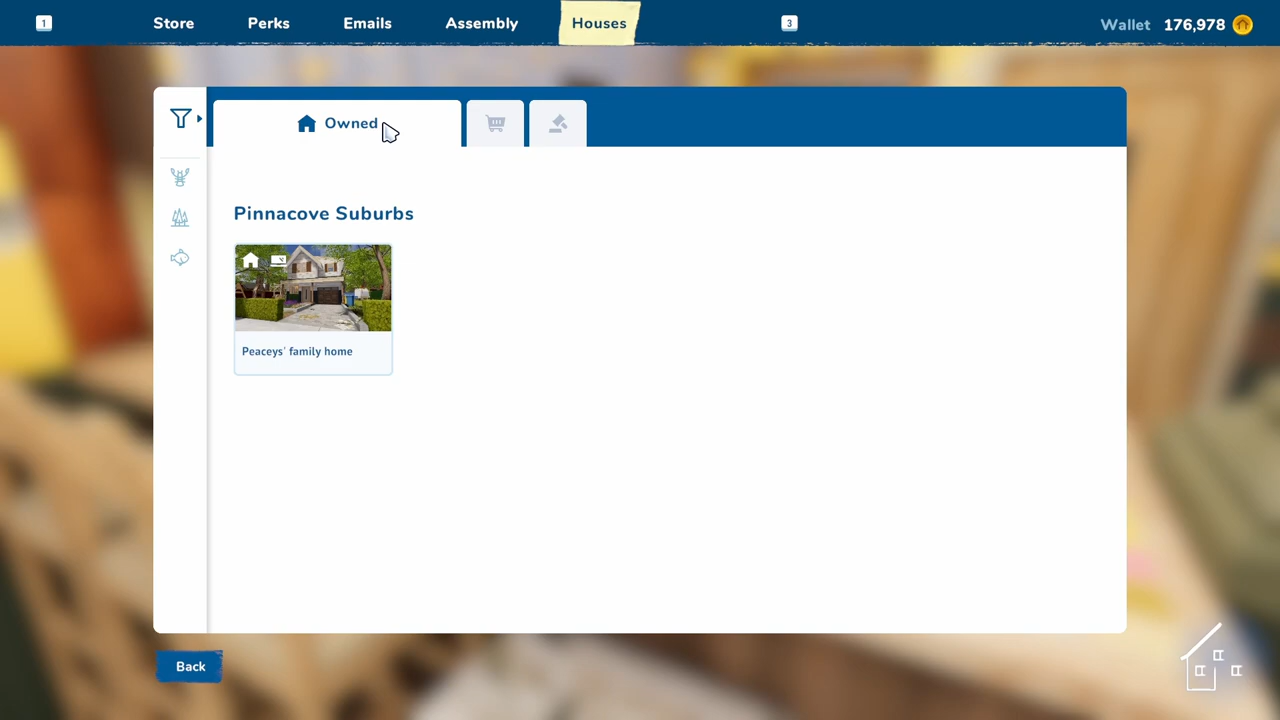 1
Store
Perks
Emails
Assembly
Houses
3
Wallet 176,978
Owned
Pinnacove Suburbs
Peaceys' family home
Back